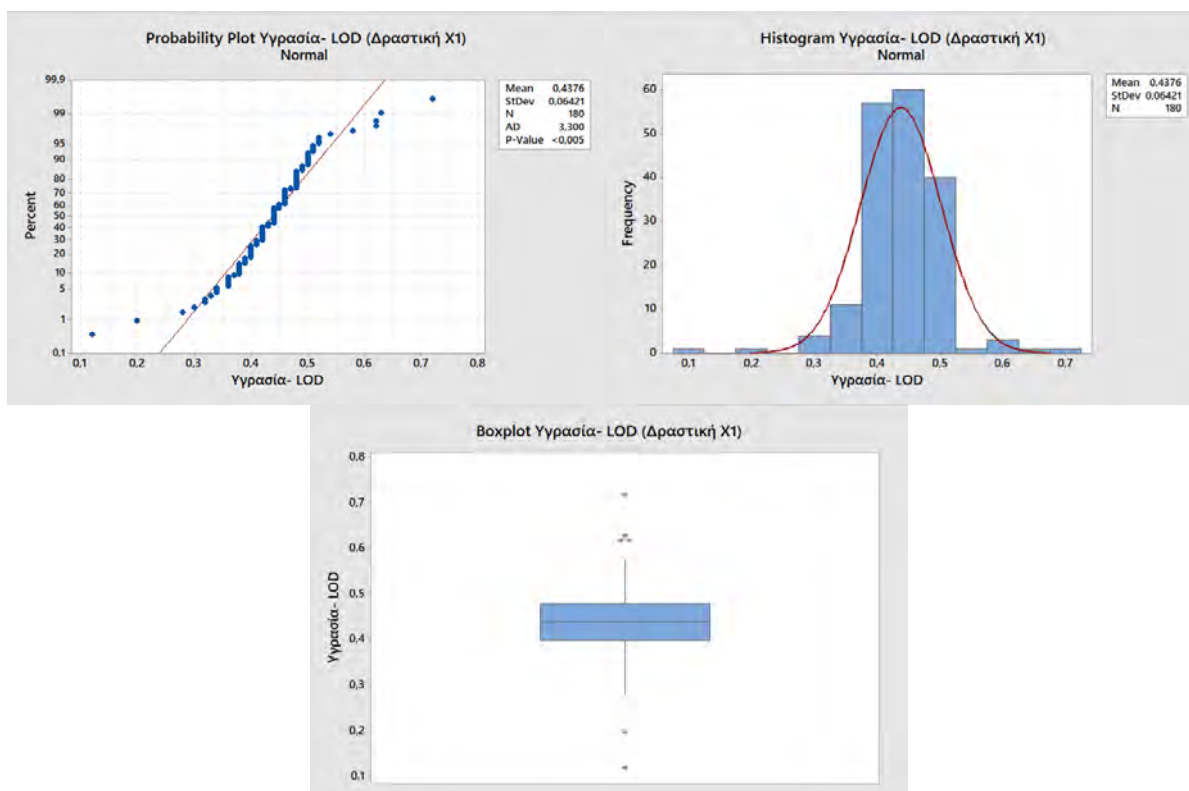 Probability Plot Υγρασία- LOD (Δραστική Χ1)
Normal
99,9
99
95
90
80
70
60
50
40
30
20
10
5
1
0,1
Percent
0,1 0,2 0,3 0,4 0,5 0,6 0,7 0,8
Υγρασία- LOD
Mean 0,4376
StDev 0,06421
N 180
AD 3,300
P-Value <0,005
Histogram Υγρασία- LOD (Δραστική Χ1)
Normal
60
50
40
30
20
10
0
Frequency
0,1 0,2 0,3 0,4 0,5 0,6 0,7
Υγρασία- LOD
Mean 0,4376
StDev 0,06421
N 180
Boxplot Υγρασία- LOD (Δραστική Χ1)
0,8
0,7
0,6
0,5
0,4
0,3
0,2
0,1
Υγρασία- LOD